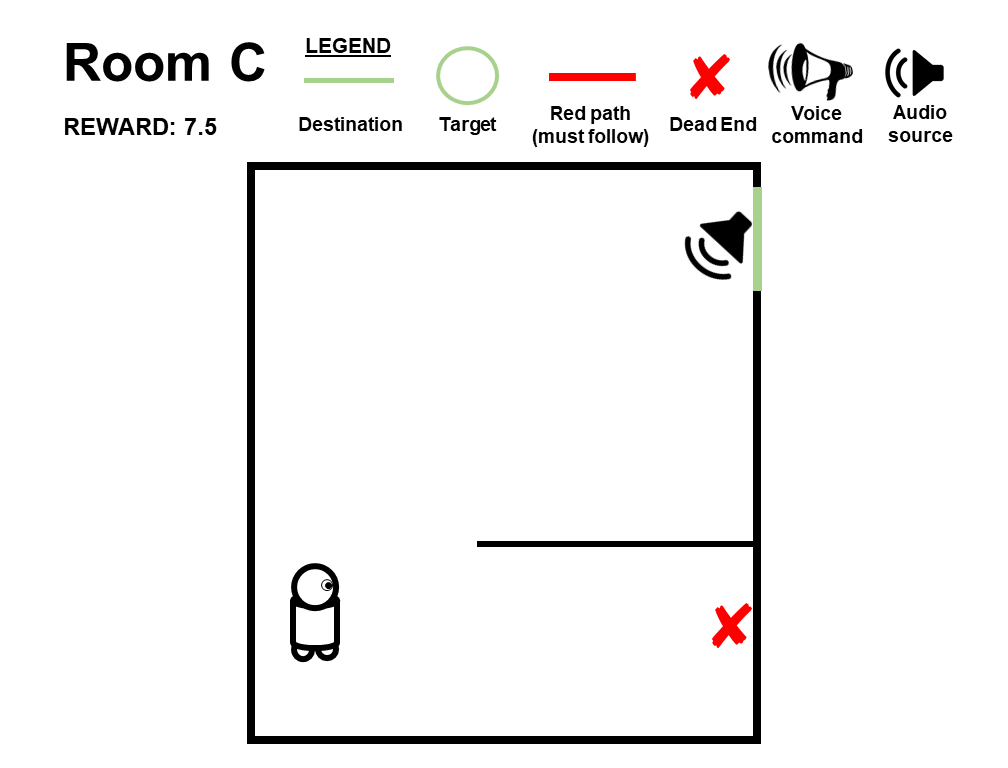 Room C
REWARD: 7.5
LEGEND
Destination
Target
Red path
(must follow)
Dead End
Voice
command
Audio
source